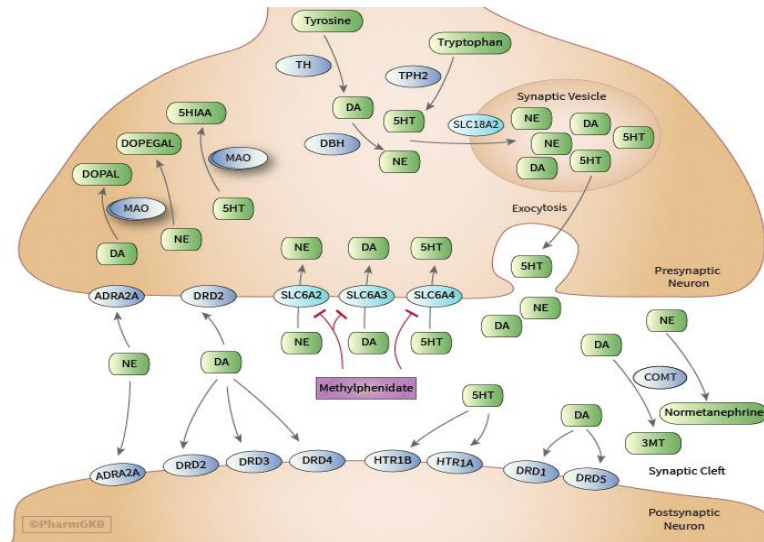 Tyrosine
Tryptophan
TH
TPH2
Synaptic Vesicle
5HIAA
DA
5HT
SLC18A2
NE
DA
5HT
DOPEGAL
MAO
DBH
NE
NE
DA
5HT
DOPAL
MAO
5HT
Exocytosis
DA
NE
NE
DA
5HT
5HT
Presynaptic
Neuron
ADRA2A
DRD2
SLC6A2
SLC6A3
SLC6A4
NE
DA
NE
NE
DA
5HT
DA
NE
DA
COMT
Methylphenidate
5HT
DA
Normetanephrine
3MT
ADRA2A
DRD2
DRD3
DRD4
HTR1B
HTR1A
DRD1
DRD5
Synaptic Cleft
©PharmGKB
Postsynaptic
Neuron